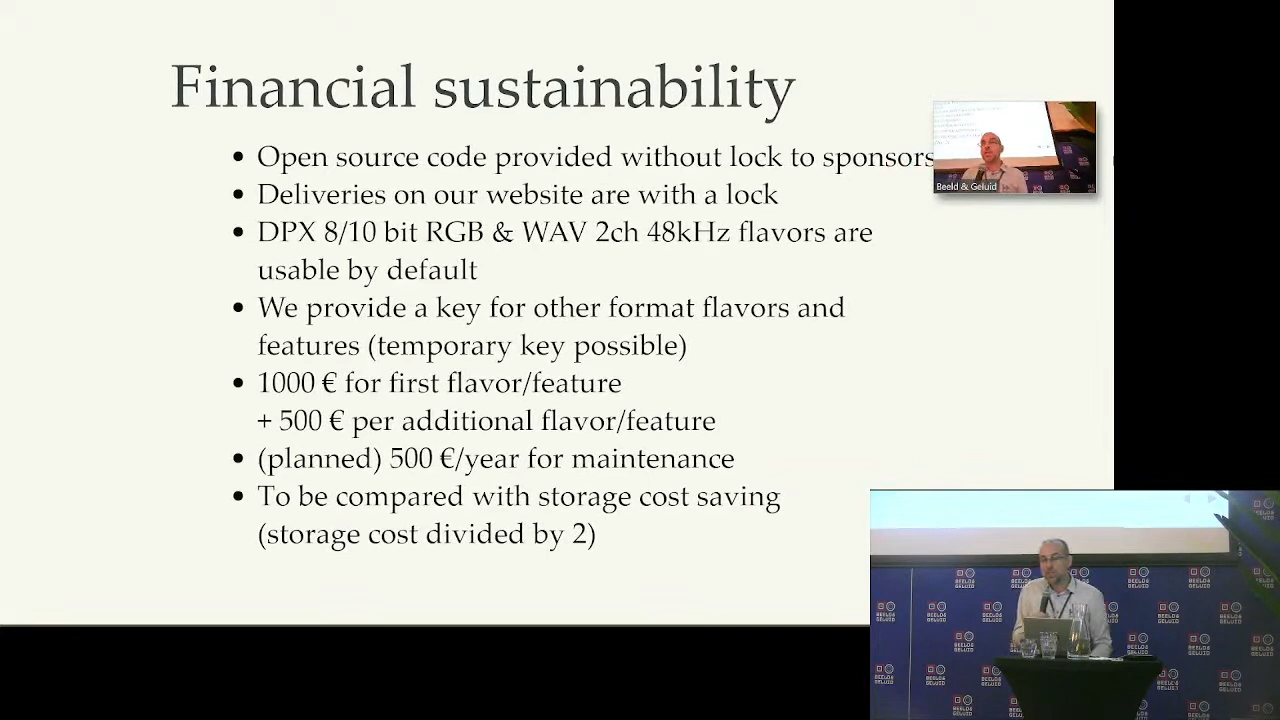 Financial sustainability
• Open source code provided without lock to sponsors
• Deliveries on our website are with a lock
• DPX 8/10 bit RGB & WAV 2ch 48kHz flavors are
usable by default
• We provide a key for other format flavors and
features (temporary key possible)
• 1000 € for first flavor/feature
+ 500 € per additional flavor/feature
• (planned) 500 €/year for maintenance
• To be compared with storage cost saving
(storage cost divided by 2)
Beeld & Geluid
BEELD&
GELUID